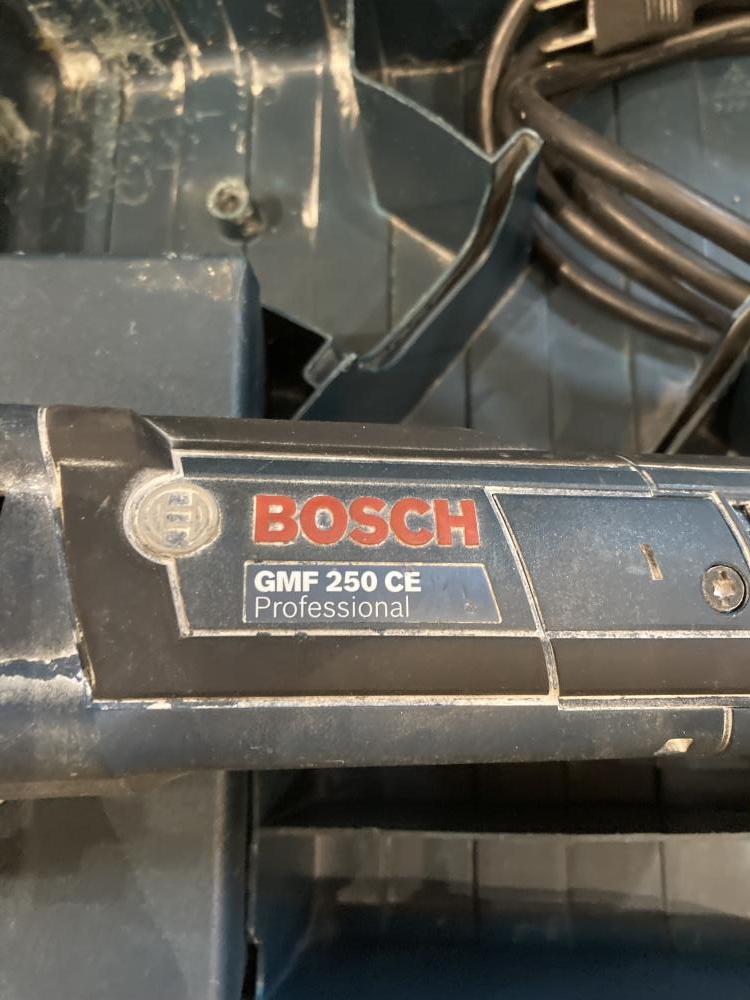 BOSCH
GMF 250 CE
Professional